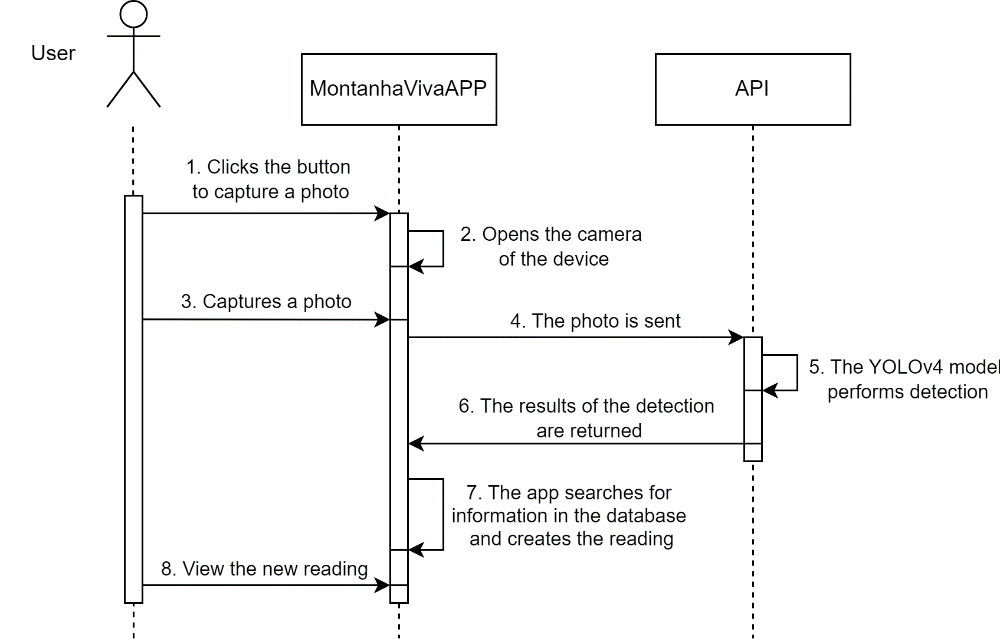 User
MontanhaVivaAPP
API
1. Clicks the button
to capture a photo
2. Opens the camera
of the device
3. Captures a photo
4. The photo is sent
5. The YOLOv4 model
performs detection
6. The results of the detection
are returned
7. The app searches for
information in the database
and creates the reading
8. View the new reading